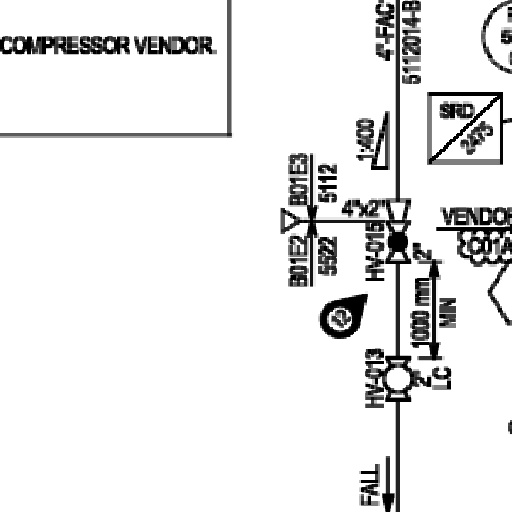 COMPRESSOR VENDOR.
4"-FAC
5112014-B
SRD
2475
1:400
B01E3
5112
4"x2"
B01E2
5522
HV-015
2"
VENDOR
C01A
12
1000 mm
MIN
HV-013
2"
LC
FALL